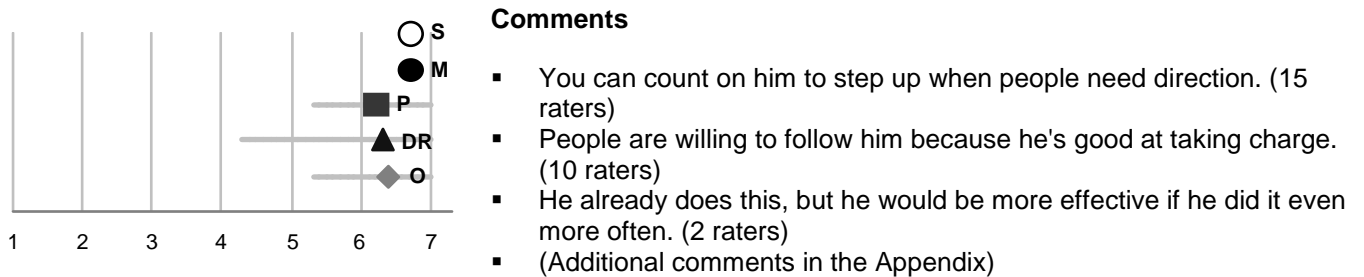 S
M
P
DR
O
1 2 3 4 5 6 7
Comments
▪ You can count on him to step up when people need direction. (15
raters)
▪ People are willing to follow him because he's good at taking charge.
(10 raters)
▪ He already does this, but he would be more effective if he did it even
more often. (2 raters)
▪ (Additional comments in the Appendix)